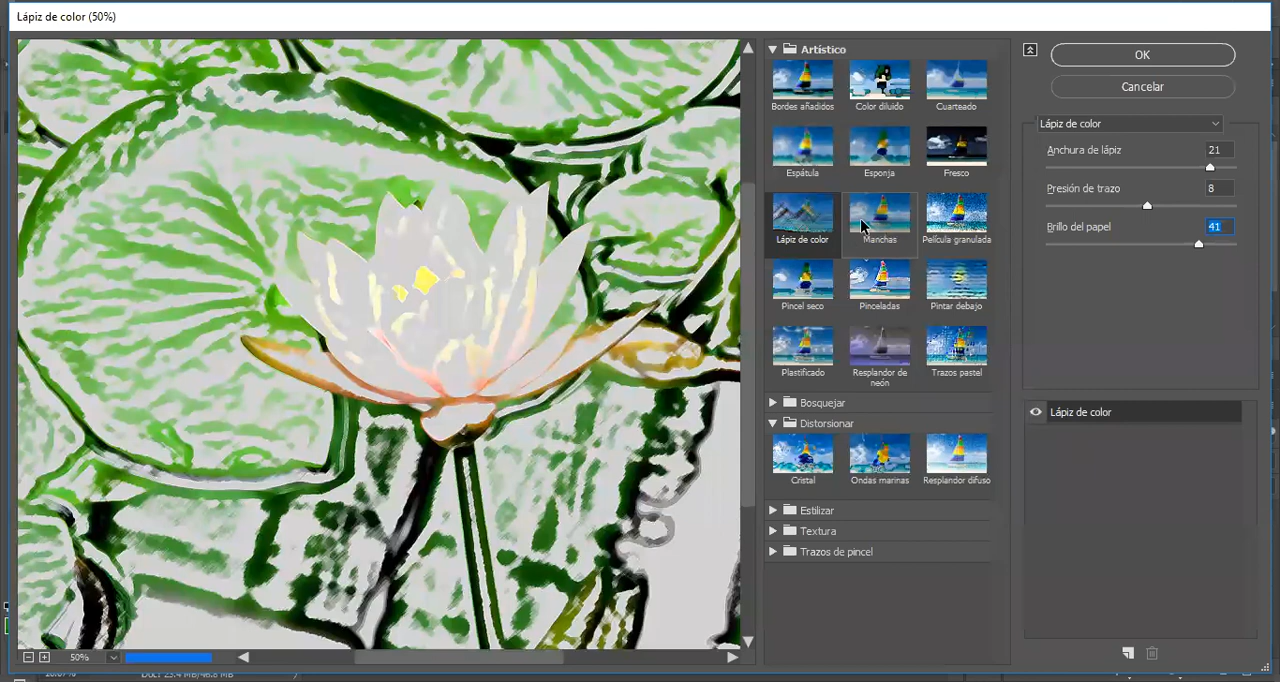 Lápiz de color (50%)
Artístico
Bordes añadidos
Color diluido
Cuarteado
Espátula
Esponja
Fresco
Lápiz de color
Manchas
Película granulada
Pincel seco
Pinceladas
Pintar debajo
Plastificado
Resplandor de
neón
Trazos pastel
Bosquejar
Distorsionar
Cristal
Ondas marinas
Resplandor difuso
Estilizar
Textura
Trazos de pincel
OK
Cancelar
Lápiz de color
Anchura de lápiz 21
Presión de trazo 8
Brillo del papel 41
Lápiz de color
50%